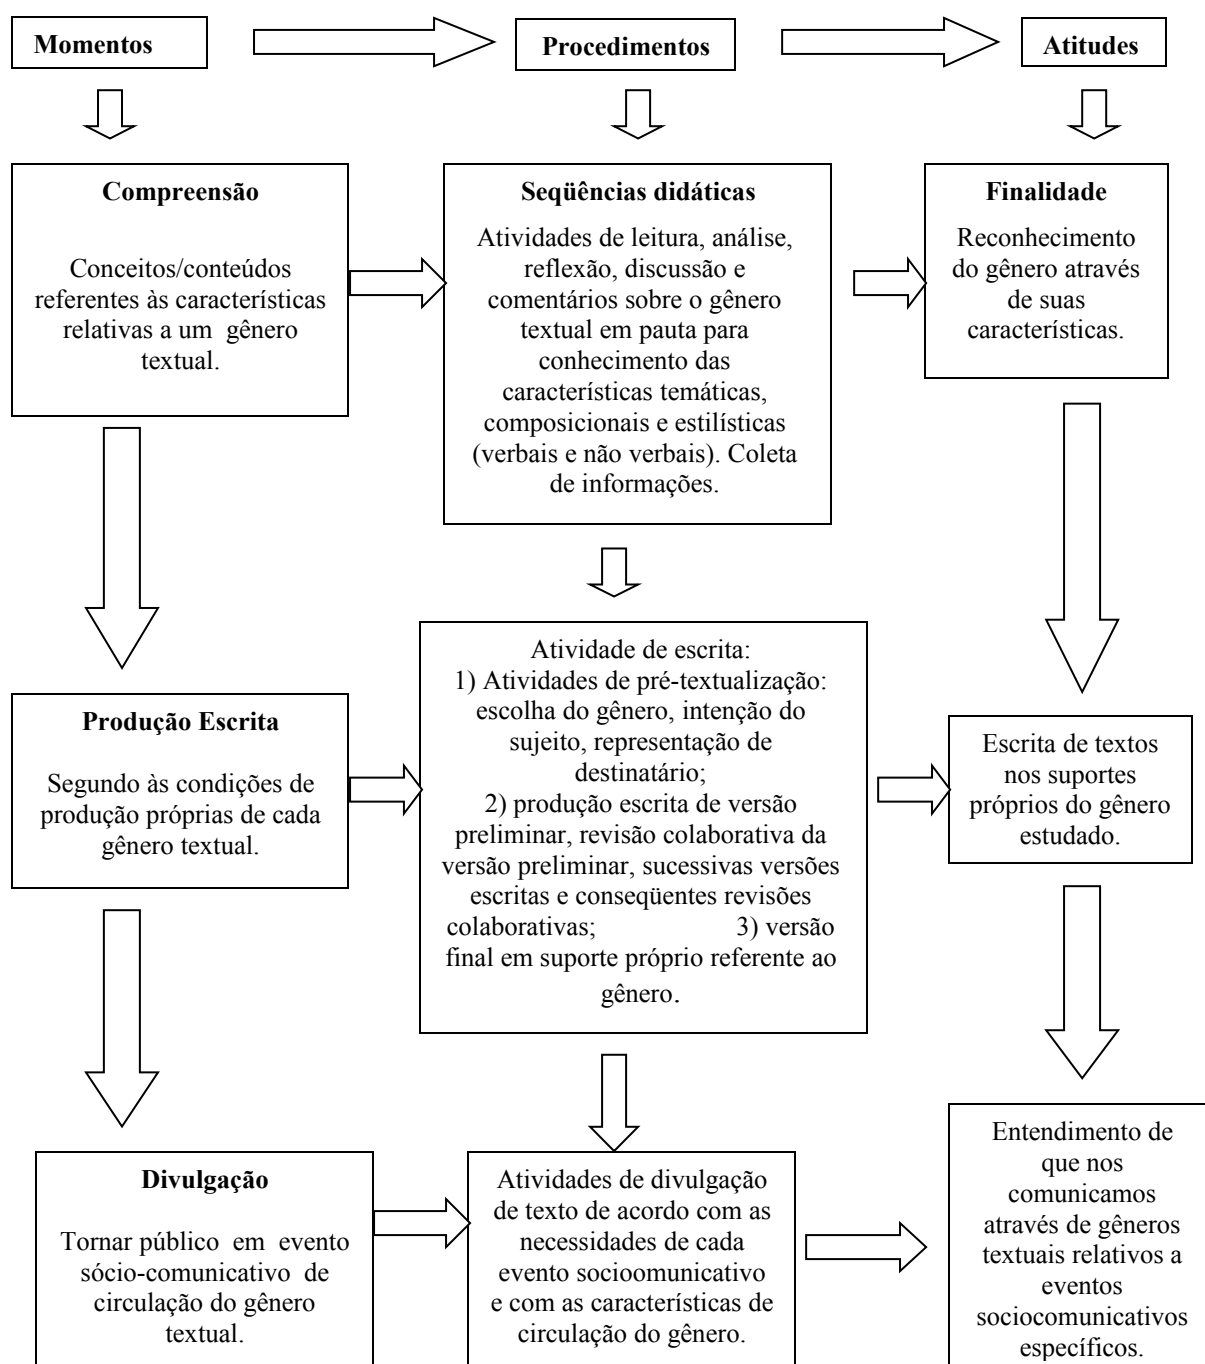 Momentos
Procedimentos
Atitudes
Compreensão
Conceitos/conteúdos
referentes às características
relativas a um gênero
textual.
Seqüências didáticas
Atividades de leitura, análise,
reflexão, discussão e
comentários sobre o gênero
textual em pauta para
conhecimento das
características temáticas,
composicionais e estilísticas
(verbais e não verbais). Coleta
de informações.
Finalidade
Reconhecimento
do gênero através
de suas
características.
Produção Escrita
Segundo às condições de
produção próprias de cada
gênero textual.
Atividade de escrita:
1) Atividades de pré-textualização:
escolha do gênero, intenção do
sujeito, representação de
destinatário;
2) produção escrita de versão
preliminar, revisão colaborativa da
versão preliminar, sucessivas versões
escritas e conseqüentes revisões
colaborativas; 3) versão
final em suporte próprio referente ao
gênero.
Escrita de textos
nos suportes
próprios do gênero
estudado.
Divulgação
Tornar público em evento
sócio-comunicativo de
circulação do gênero
textual.
Atividades de divulgação
de texto de acordo com as
necessidades de cada
evento socioomunicativo
e com as características de
circulação do gênero.
Entendimento de
que nos
comunicamos
através de gêneros
textuais relativos a
eventos
sociocomunicativos
específicos.